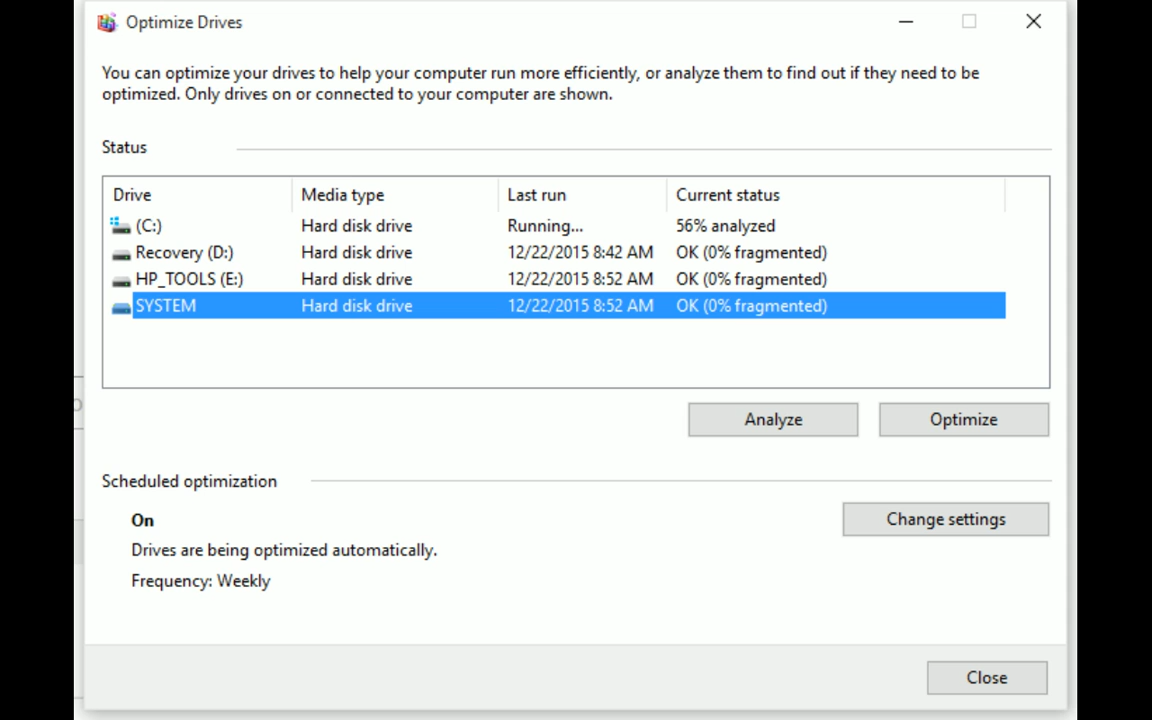 Optimize Drives
You can optimize your drives to help your computer run more efficiently, or analyze them to find out if they need to be
optimized. Only drives on or connected to your computer are shown.
Status
Drive Media type Last run Current status
(C:) Hard disk drive Running... 56% analyzed
Recovery (D:) Hard disk drive 12/22/2015 8:42 AM OK (0% fragmented)
HP_TOOLS (E:) Hard disk drive 12/22/2015 8:52 AM OK (0% fragmented)
SYSTEM Hard disk drive 12/22/2015 8:52 AM OK (0% fragmented)
Analyze Optimize
Scheduled optimization
On
Change settings
Drives are being optimized automatically.
Frequency: Weekly
Close